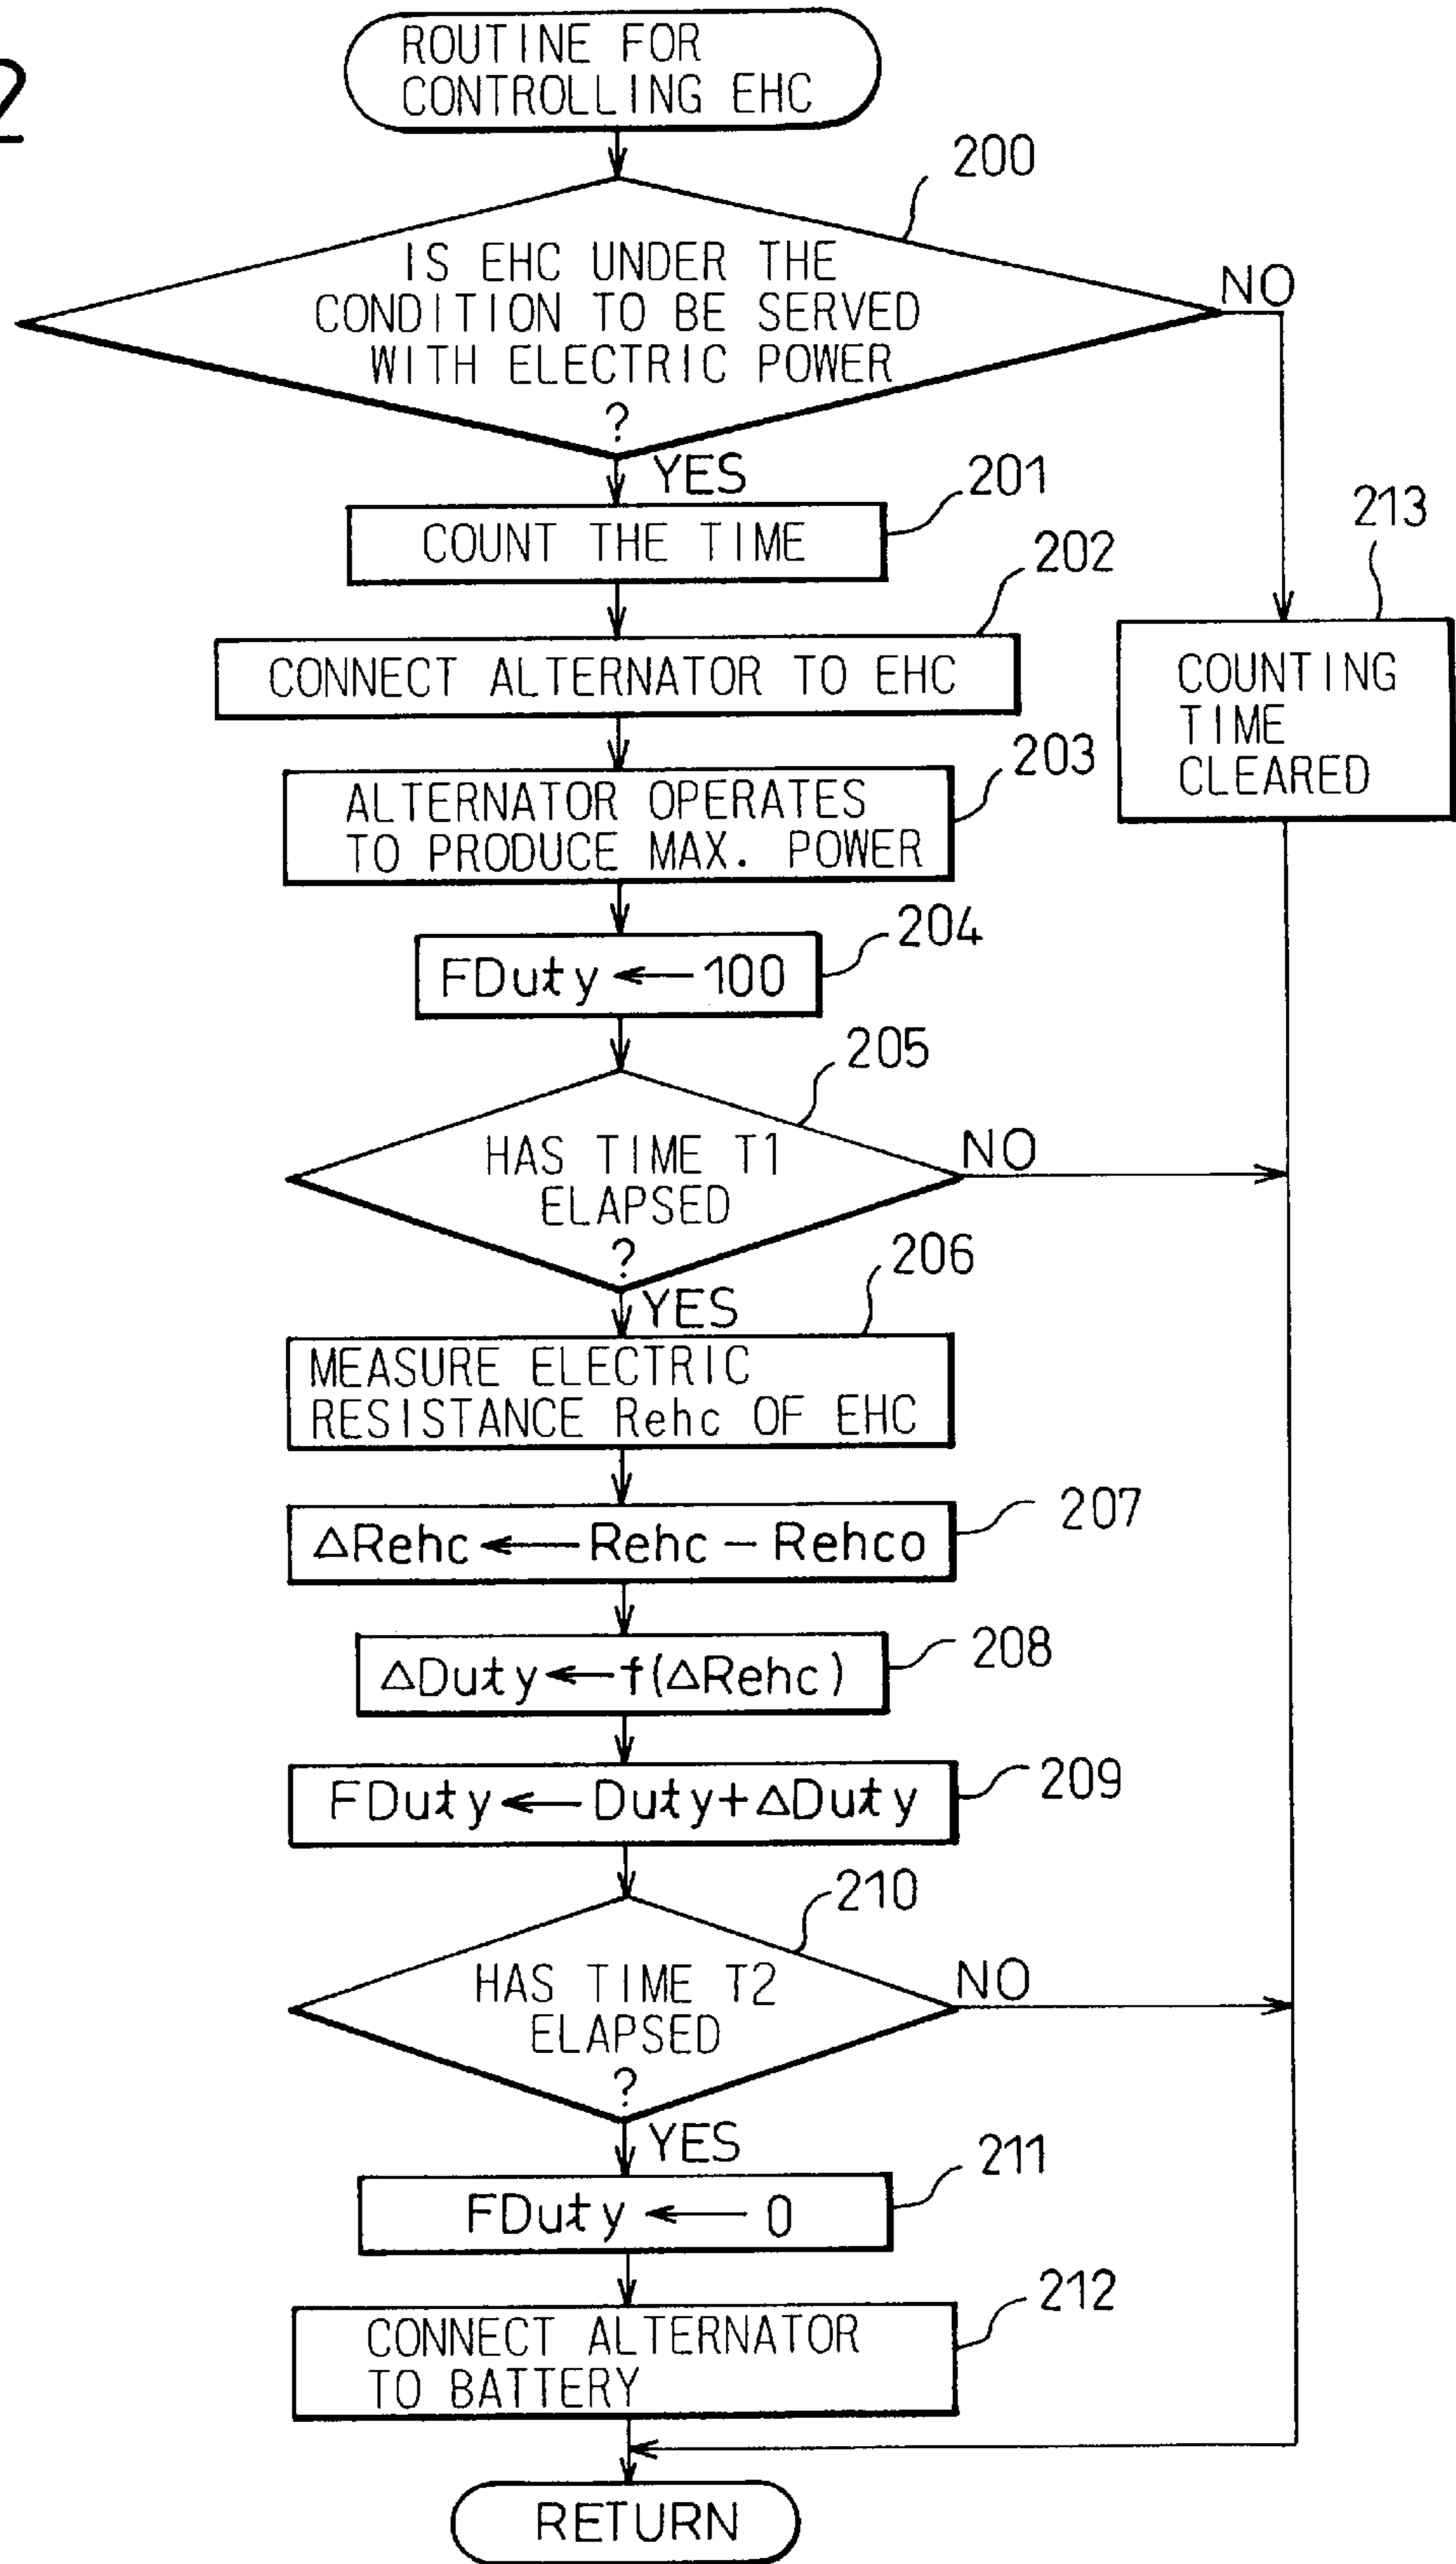 2
ROUTINE FOR
CONTROLLING EHC
200
IS EHC UNDER THE
CONDITION TO BE SERVED
WITH ELECTRIC POWER
?
NO
YES
201
COUNT THE TIME
213
202
CONNECT ALTERNATOR TO EHC
COUNTING
TIME
CLEARED
203
ALTERNATOR OPERATES
TO PRODUCE MAX. POWER
204
FDuty ← 100
205
HAS TIME T1
ELAPSED
?
NO
YES
206
MEASURE ELECTRIC
RESISTANCE Rehc OF EHC
207
ΔRehc ← Rehc − Rehco
208
ΔDuty ← f(ΔRehc)
209
FDuty ← Duty+ΔDuty
210
HAS TIME T2
ELAPSED
?
NO
YES
211
FDuty ← 0
212
CONNECT ALTERNATOR
TO BATTERY
RETURN